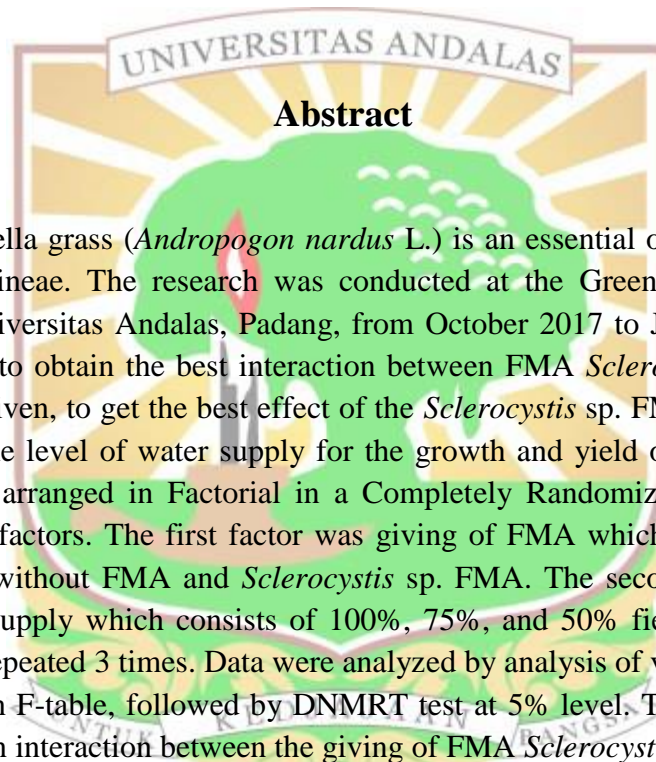 UNIVERSITAS ANDALAS
Abstract
ella grass (Andropogon nardus L.) is an essential o
ineae. The research was conducted at the Green
iversitas Andalas, Padang, from October 2017 to J
to obtain the best interaction between FMA Sclero
iven, to get the best effect of the Sclerocystis sp. FM
e level of water supply for the growth and yield o
arranged in Factorial in a Completely Randomiz
factors. The first factor was giving of FMA which
without FMA and Sclerocystis sp. FMA. The seco
upply which consists of 100%, 75%, and 50% fie
epeated 3 times. Data were analyzed by analysis of v
n F-table, followed by DNMRT test at 5% level. T
UNTUK KEDJAJAAN BANGSA
n interaction between the giving of FMA Sclerocyst